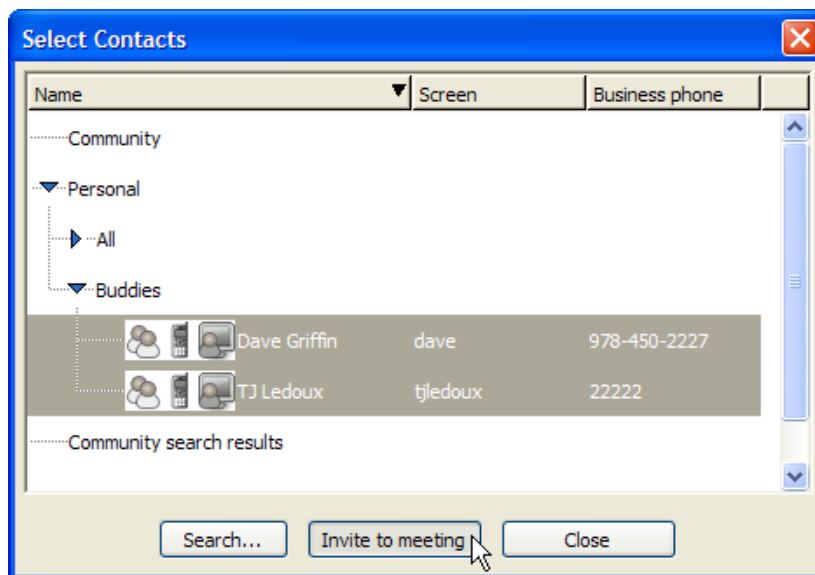 Select Contacts
Name Screen Business phone
Community
Personal
All
Buddies
Dave Griffin dave 978-450-2227
TJ Ledoux tjledoux 22222
Community search results
Search... Invite to meeting Close